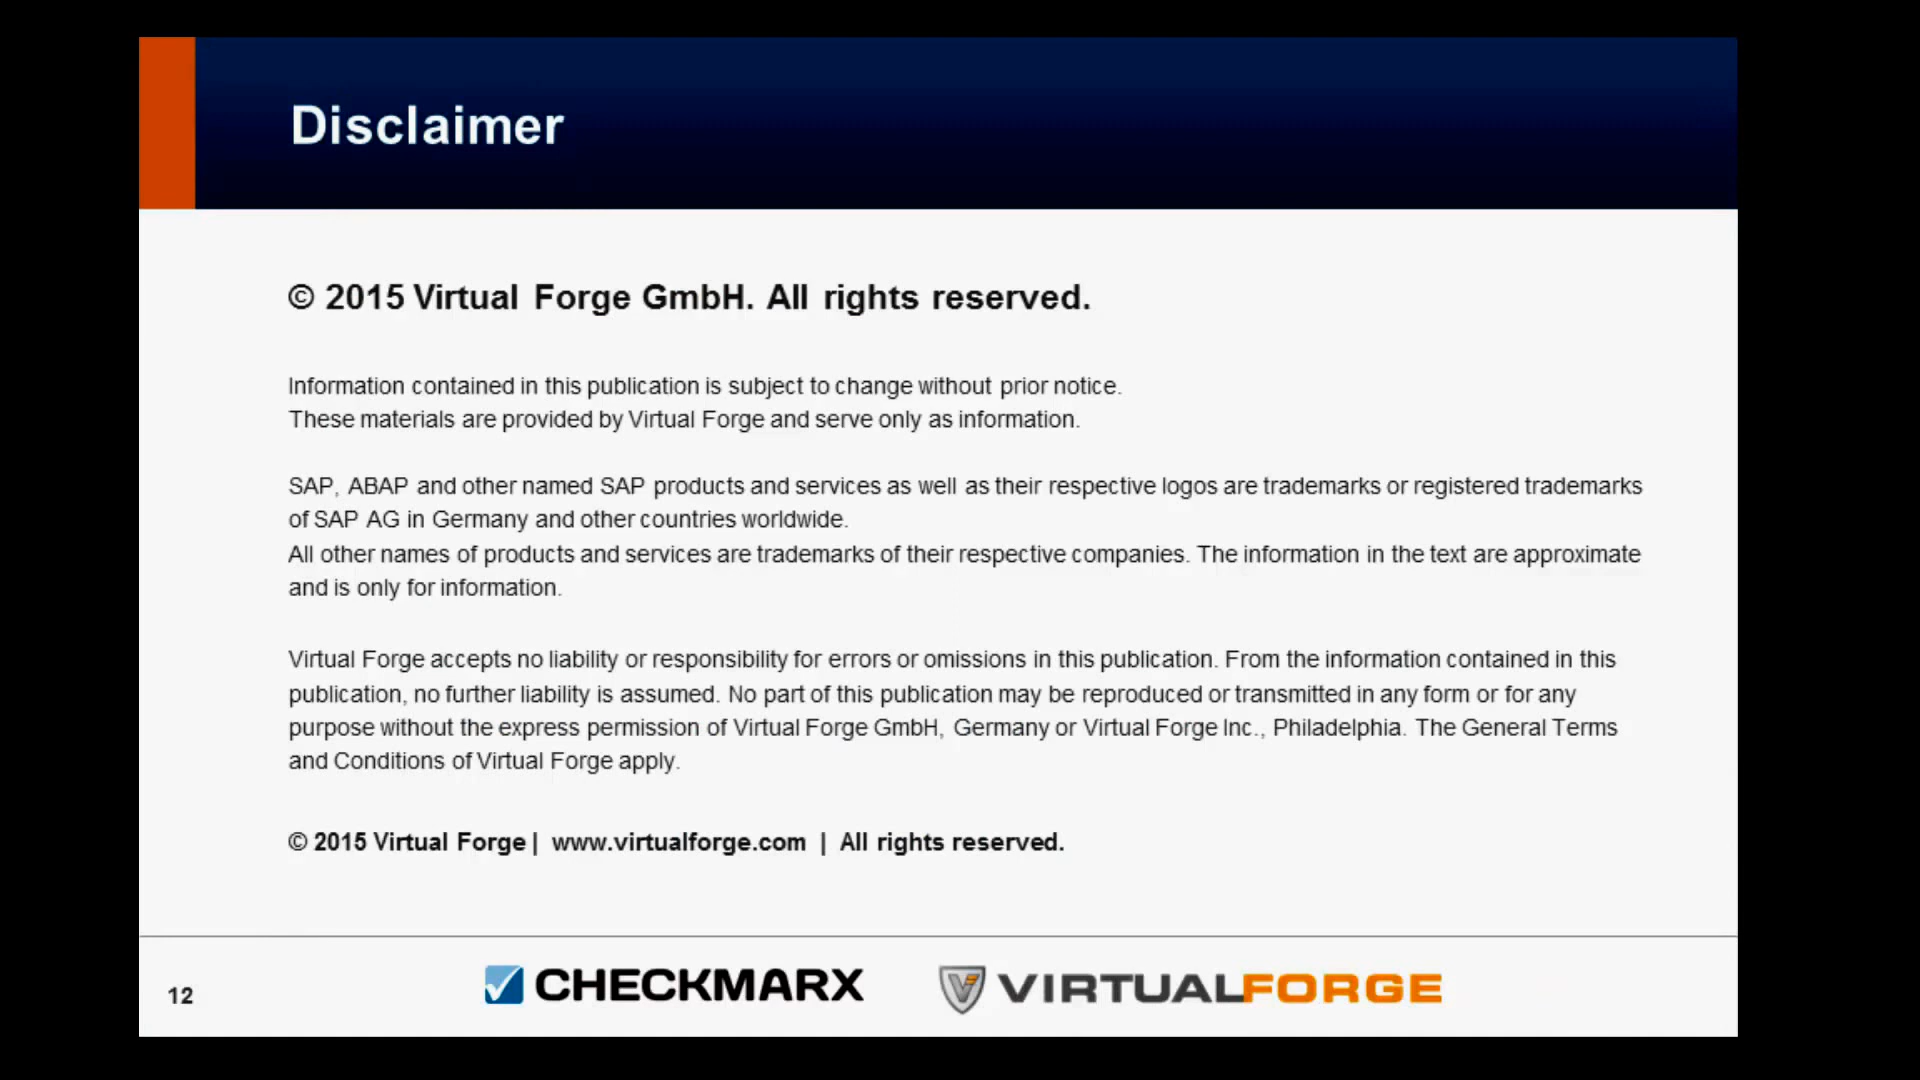 Disclaimer
© 2015 Virtual Forge GmbH. All rights reserved.
Information contained in this publication is subject to change without prior notice.
These materials are provided by Virtual Forge and serve only as information.
SAP, ABAP and other named SAP products and services as well as their respective logos are trademarks or registered trademarks
of SAP AG in Germany and other countries worldwide.
All other names of products and services are trademarks of their respective companies. The information in the text are approximate
and is only for information.
Virtual Forge accepts no liability or responsibility for errors or omissions in this publication. From the information contained in this
publication, no further liability is assumed. No part of this publication may be reproduced or transmitted in any form or for any
purpose without the express permission of Virtual Forge GmbH, Germany or Virtual Forge Inc., Philadelphia. The General Terms
and Conditions of Virtual Forge apply.
© 2015 Virtual Forge | www.virtualforge.com | All rights reserved.
12
CHECKMARX
VIRTUALFORGE